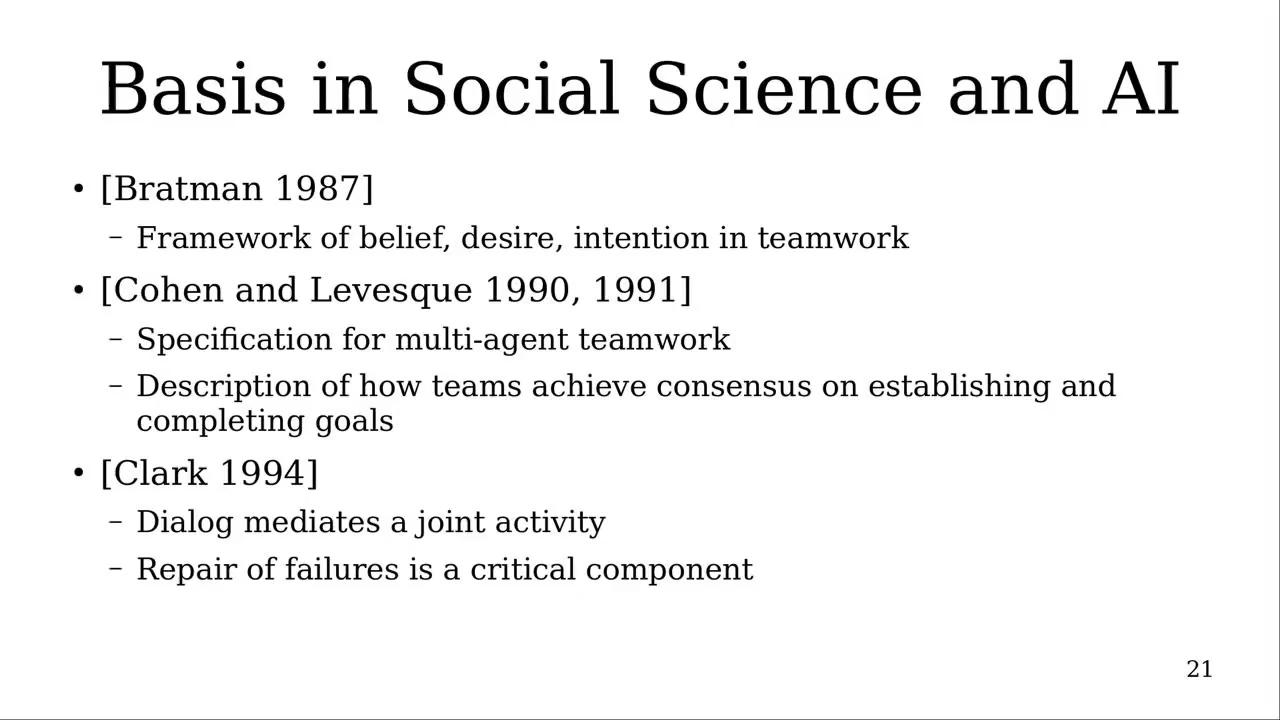 Basis in Social Science and AI
• [Bratman 1987]
– Framework of belief, desire, intention in teamwork
• [Cohen and Levesque 1990, 1991]
– Specification for multi-agent teamwork
– Description of how teams achieve consensus on establishing and
completing goals
• [Clark 1994]
– Dialog mediates a joint activity
– Repair of failures is a critical component
21